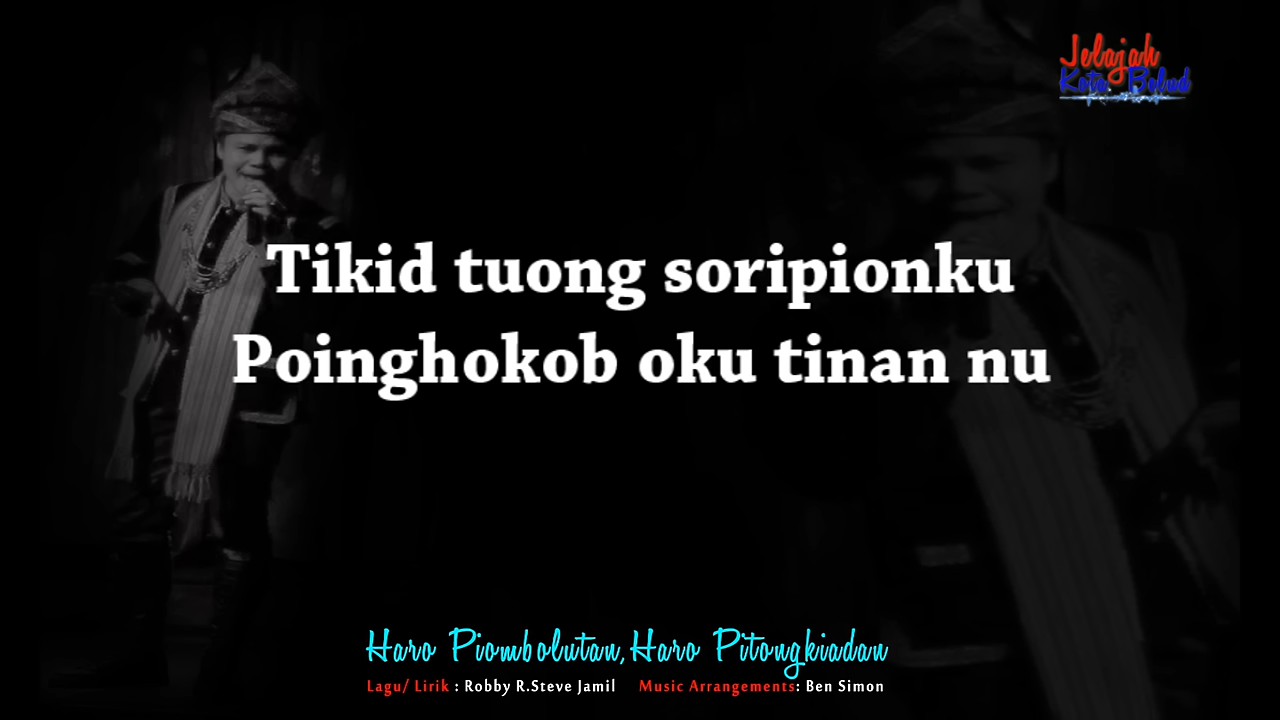 Jelajah
Kota Belud
Tikid tuong soripionku
Poinghokob oku tinan nu
Haro Piombolutan, Haro Pitongkiadan
Lagu/ Lirik : Robby R.Steve Jamil Music Arrangements: Ben Simon